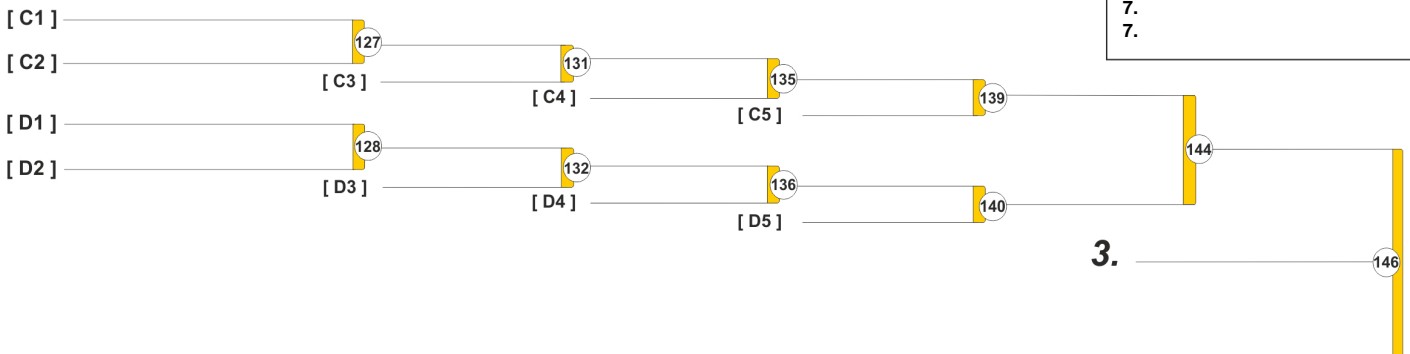 7.
7.
[ C1 ]
127
[ C2 ]
131
[ C3 ]
135
[ C4 ]
139
[ C5 ]
[ D1 ]
128
144
[ D2 ]
132
[ D3 ]
136
[ D4 ]
140
[ D5 ]
3.
146